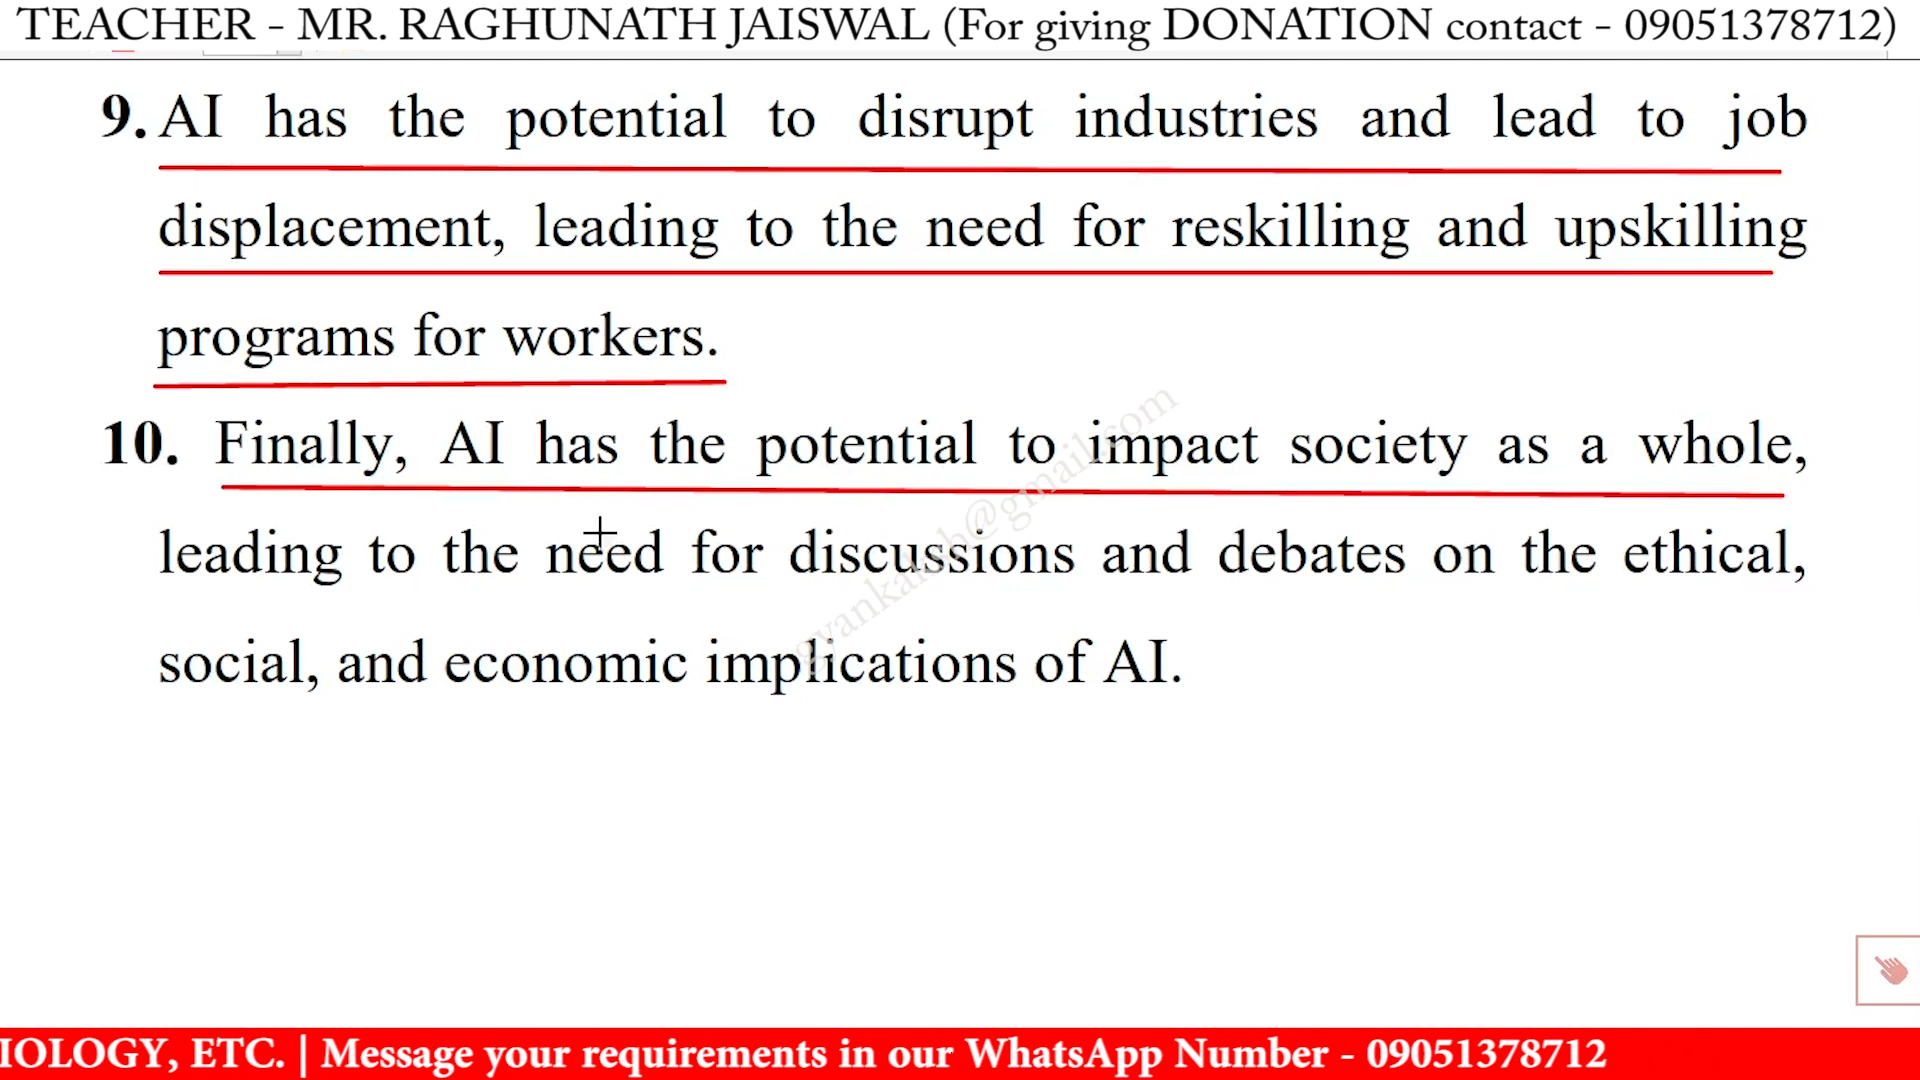 TEACHER - MR. RAGHUNATH JAISWAL (For giving DONATION contact - 09051378712)
9. AI has the potential to disrupt industries and lead to job
displacement, leading to the need for reskilling and upskilling
programs for workers.
10. Finally, AI has the potential to impact society as a whole,
leading to the need for discussions and debates on the ethical,
social, and economic implications of AI.
gyankaksh@gmail.com
IOLOGY, ETC. | Message your requirements in our WhatsApp Number - 09051378712